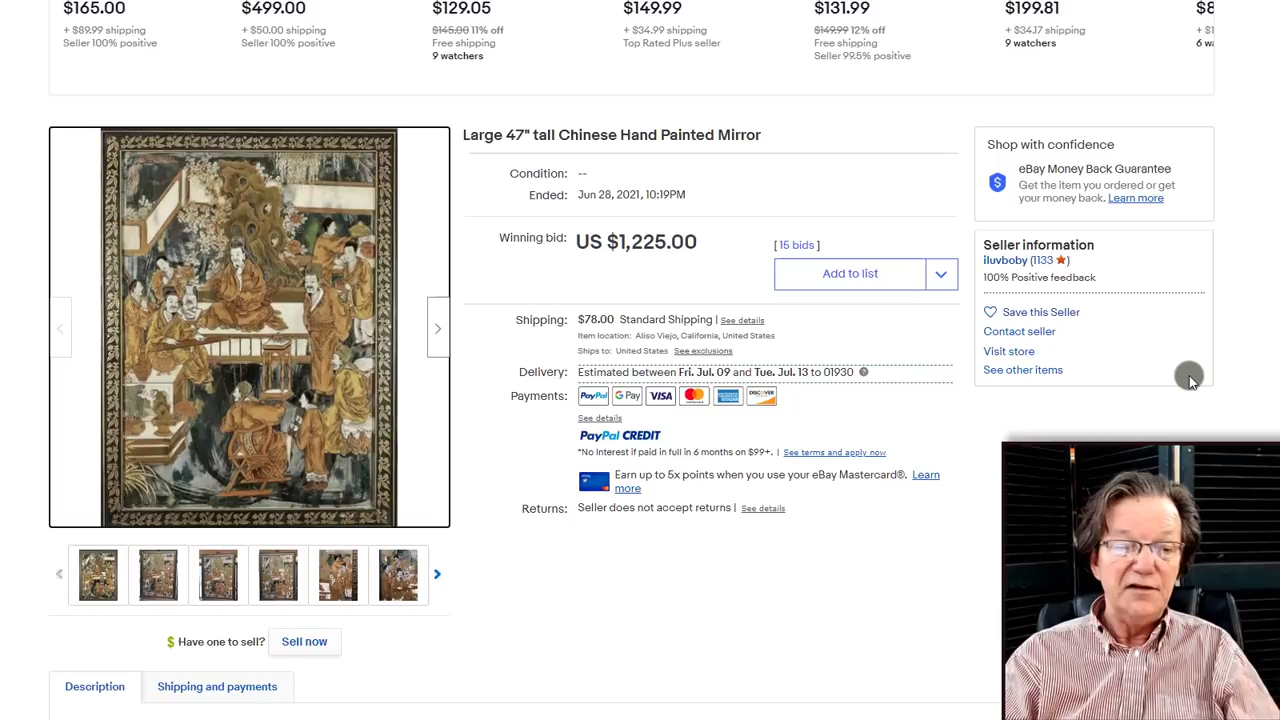 $165.00 $499.00 $129.05 $149.99 $131.99 $199.81 $8
+ $89.99 shipping + $50.00 shipping $145.00 11% off + $34.99 shipping $149.99 12% off + $34.17 shipping
Seller 100% positive Seller 100% positive Free shipping Top Rated Plus seller Free shipping 9 watchers
9 watchers Seller 99.5% positive
Large 47" tall Chinese Hand Painted Mirror
Condition: --
Ended: Jun 28, 2021, 10:19PM
Winning bid: US $1,225.00 [ 15 bids ]
Add to list
Shipping: $78.00 Standard Shipping | See details
Item location: Aliso Viejo, California, United States
Ships to: United States See exclusions
Delivery: Estimated between Fri. Jul. 09 and Tue. Jul. 13 to 01930
Payments: PayPal G Pay VISA MasterCard AMERICAN EXPRESS DISCOVER
See details
PayPal CREDIT
*No Interest if paid in full in 6 months on $99+. | See terms and apply now
Earn up to 5x points when you use your eBay Mastercard®. Learn
more
Returns: Seller does not accept returns | See details
Shop with confidence
eBay Money Back Guarantee
Get the item you ordered or get
your money back. Learn more
Seller information
iluvboby (1133 )
100% Positive feedback
Save this Seller
Contact seller
Visit store
See other items
$ Have one to sell? Sell now
Description Shipping and payments